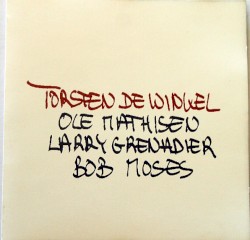 TORSTEN DE WINKEL
OLE MATHISEN
LARRY GRENADIER
BOB MOSES